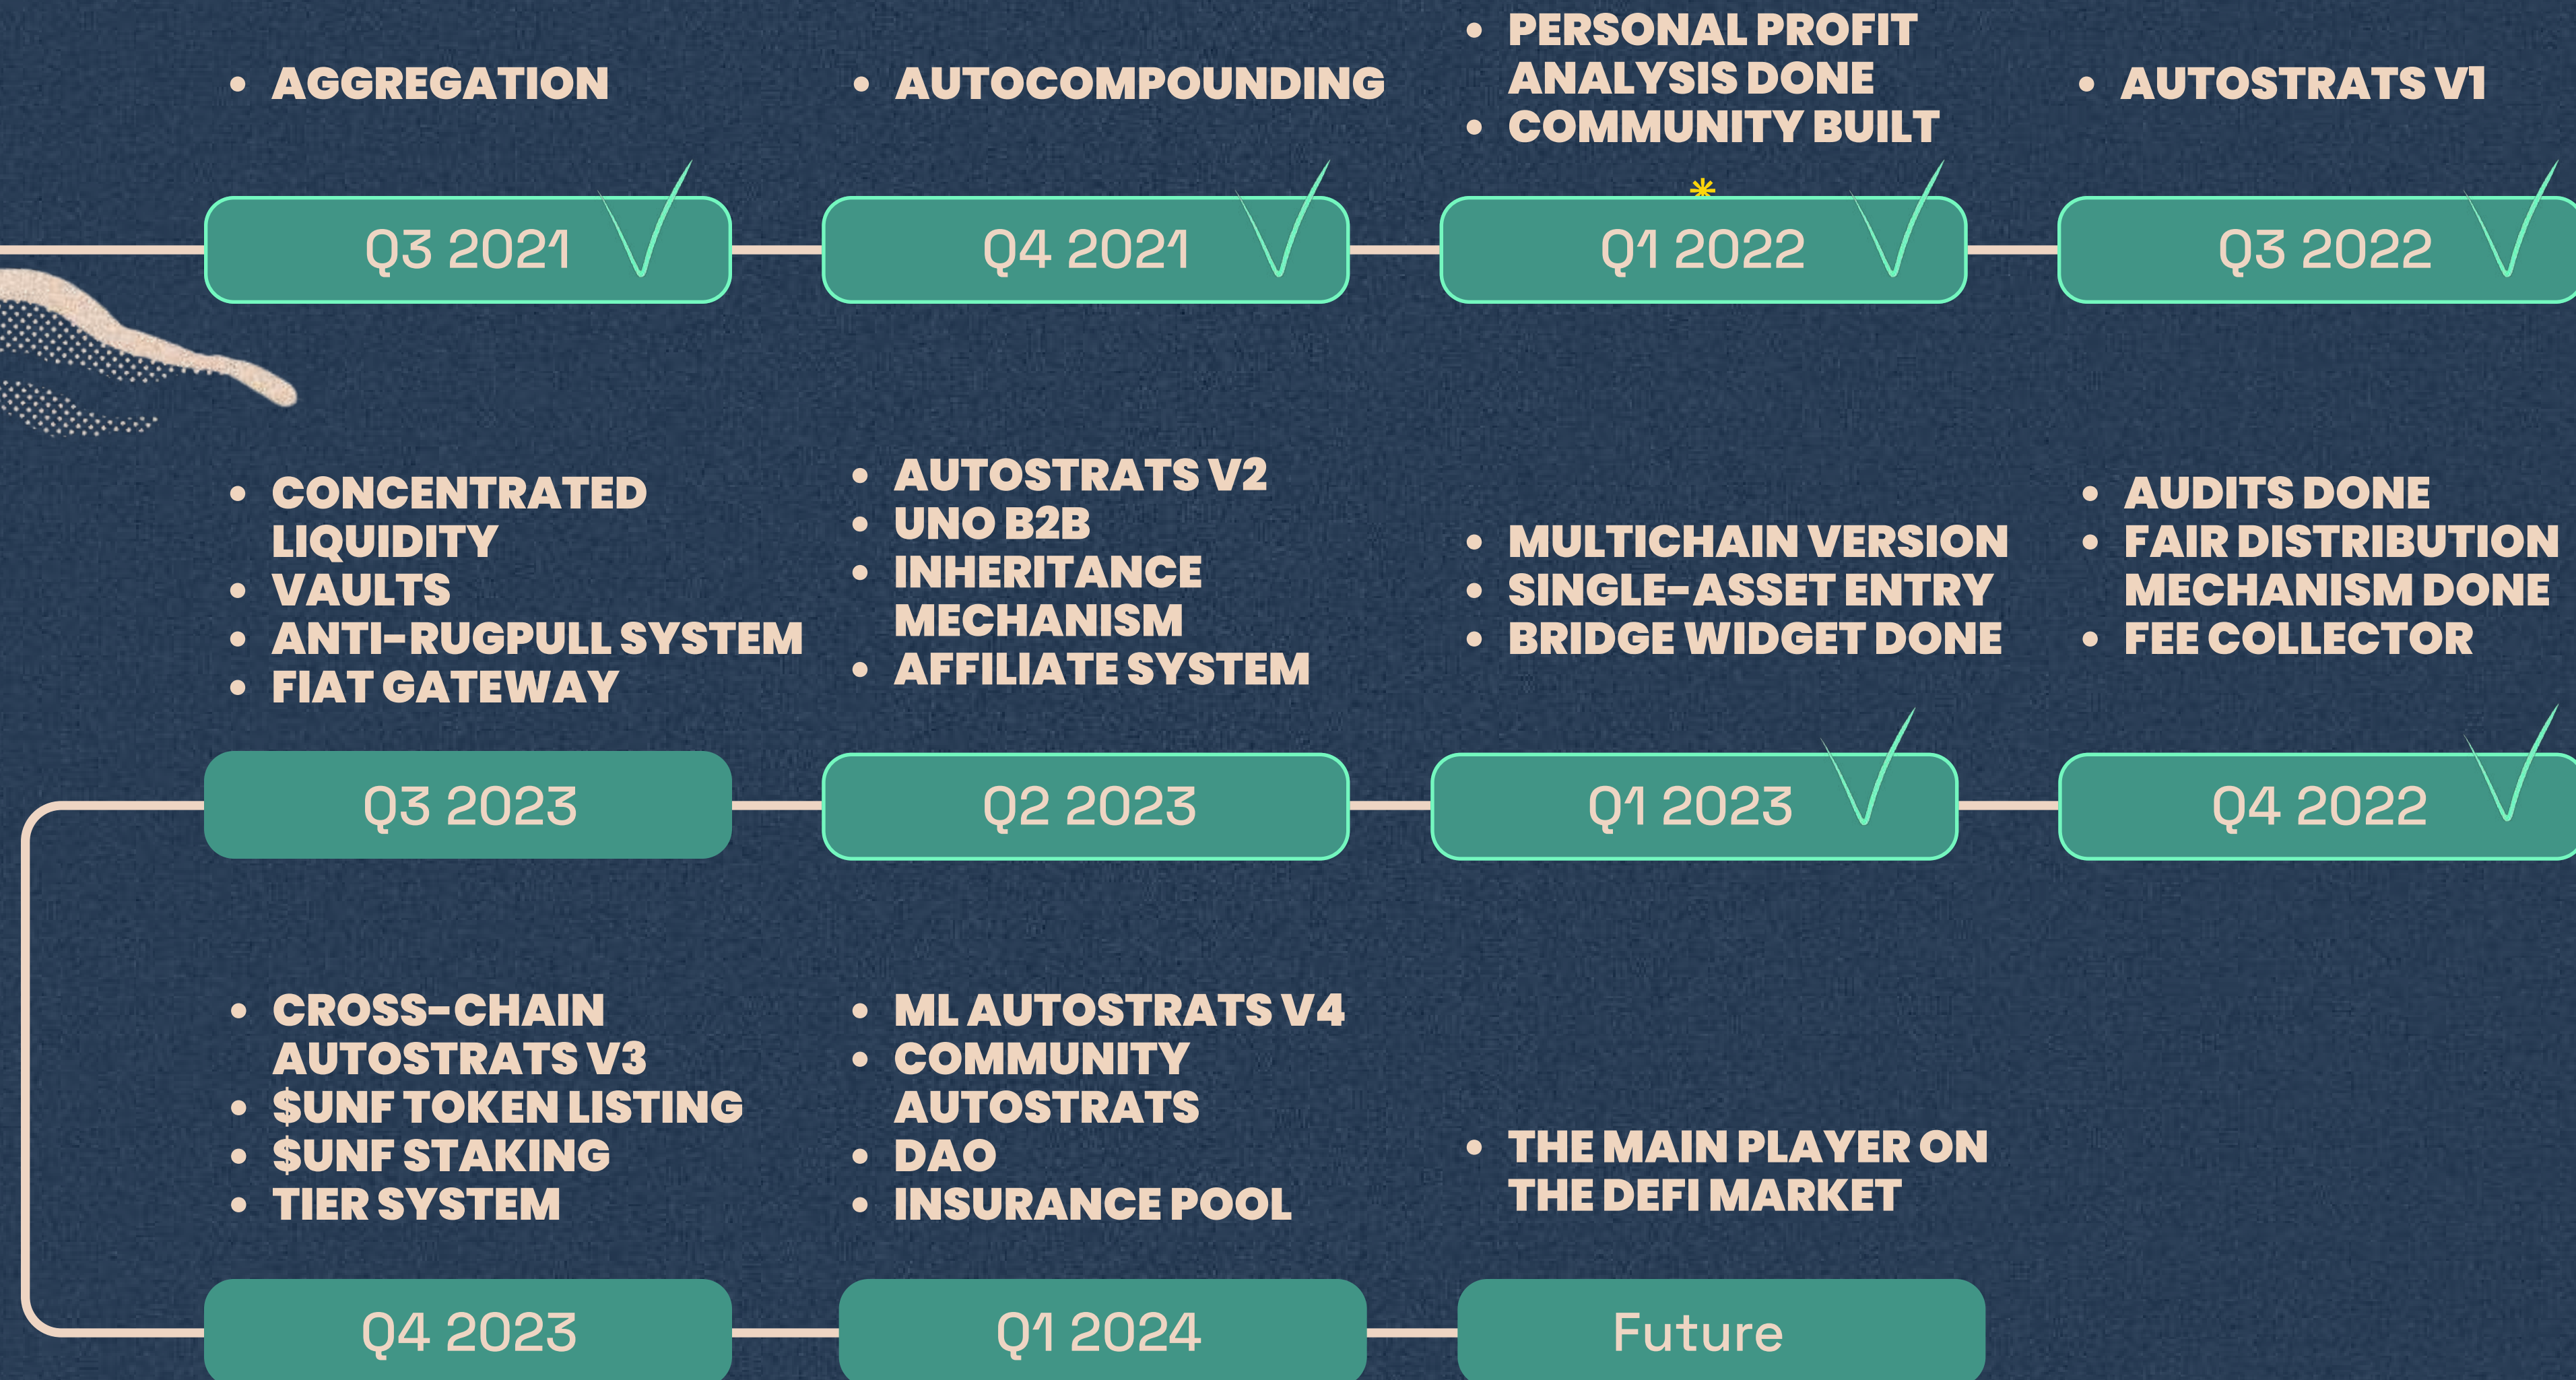 AGGREGATION
Q3 2021
AUTOCOMPOUNDING
Q4 2021
PERSONAL PROFIT
ANALYSIS DONE
COMMUNITY BUILT
Q1 2022
AUTOSTRATS V1
Q3 2022
CONCENTRATED
LIQUIDITY
VAULTS
ANTI-RUGPULL SYSTEM
FIAT GATEWAY
Q3 2023
AUTOSTRATS V2
UNO B2B
INHERITANCE
MECHANISM
AFFILIATE SYSTEM
Q2 2023
MULTICHAIN VERSION
SINGLE-ASSET ENTRY
BRIDGE WIDGET DONE
Q1 2023
AUDITS DONE
FAIR DISTRIBUTION
MECHANISM DONE
FEE COLLECTOR
Q4 2022
CROSS-CHAIN
AUTOSTRATS V3
$UNF TOKEN LISTING
$UNF STAKING
TIER SYSTEM
Q4 2023
ML AUTOSTRATS V4
COMMUNITY
AUTOSTRATS
DAO
INSURANCE POOL
Q1 2024
THE MAIN PLAYER ON
THE DEFI MARKET
Future